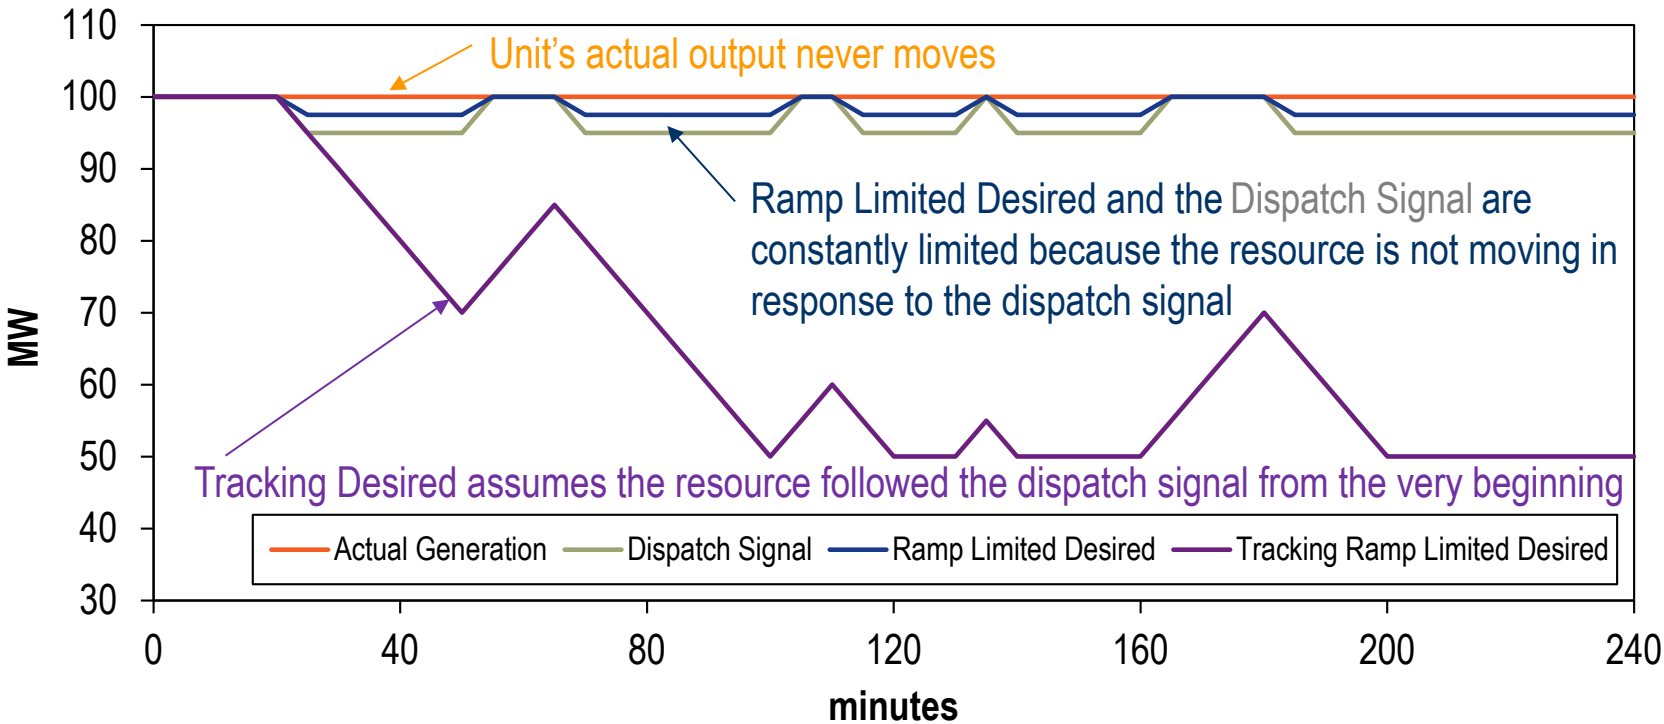 110
Unit’s actual output never moves
100
90
Ramp Limited Desired and the Dispatch Signal are
constantly limited because the resource is not moving in
response to the dispatch signal
80
70
MW
60
50
Tracking Desired assumes the resource followed the dispatch signal from the very beginning
40
Actual Generation Dispatch Signal Ramp Limited Desired Tracking Ramp Limited Desired
30
0 40 80 120 160 200 240
minutes